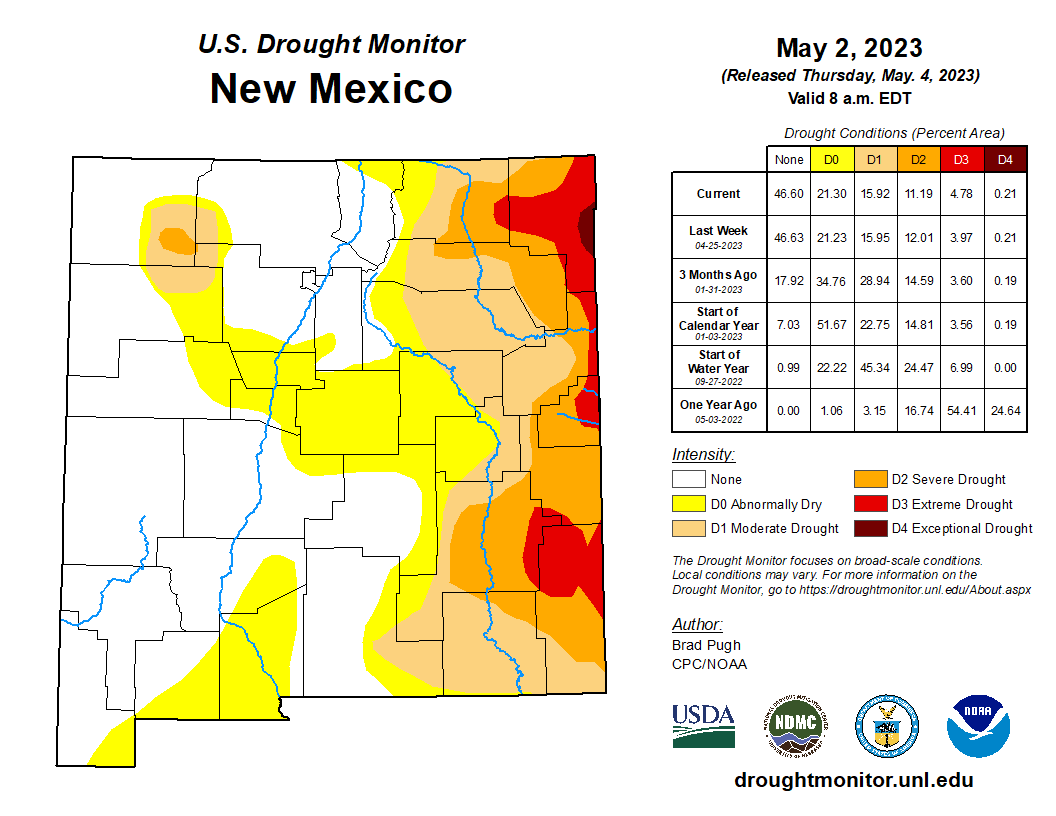 U.S. Drought Monitor
New Mexico
May 2, 2023
(Released Thursday, May. 4, 2023)
Valid 8 a.m. EDT
Drought Conditions (Percent Area)
None D0 D1 D2 D3 D4
Current 46.60 21.30 15.92 11.19 4.78 0.21
Last Week
04-25-2023 46.63 21.23 15.95 12.01 3.97 0.21
3 Months Ago
01-31-2023 17.92 34.76 28.94 14.59 3.60 0.19
Start of
Calendar Year
01-03-2023 7.03 51.67 22.75 14.81 3.56 0.19
Start of
Water Year
09-27-2022 0.99 22.22 45.34 24.47 6.99 0.00
One Year Ago
05-03-2022 0.00 1.06 3.15 16.74 54.41 24.64
Intensity:
None
D0 Abnormally Dry
D1 Moderate Drought
D2 Severe Drought
D3 Extreme Drought
D4 Exceptional Drought
The Drought Monitor focuses on broad-scale conditions.
Local conditions may vary. For more information on the
Drought Monitor, go to https://droughtmonitor.unl.edu/About.aspx
Author:
Brad Pugh
CPC/NOAA
USDA
NDMC
NOAA
droughtmonitor.unl.edu